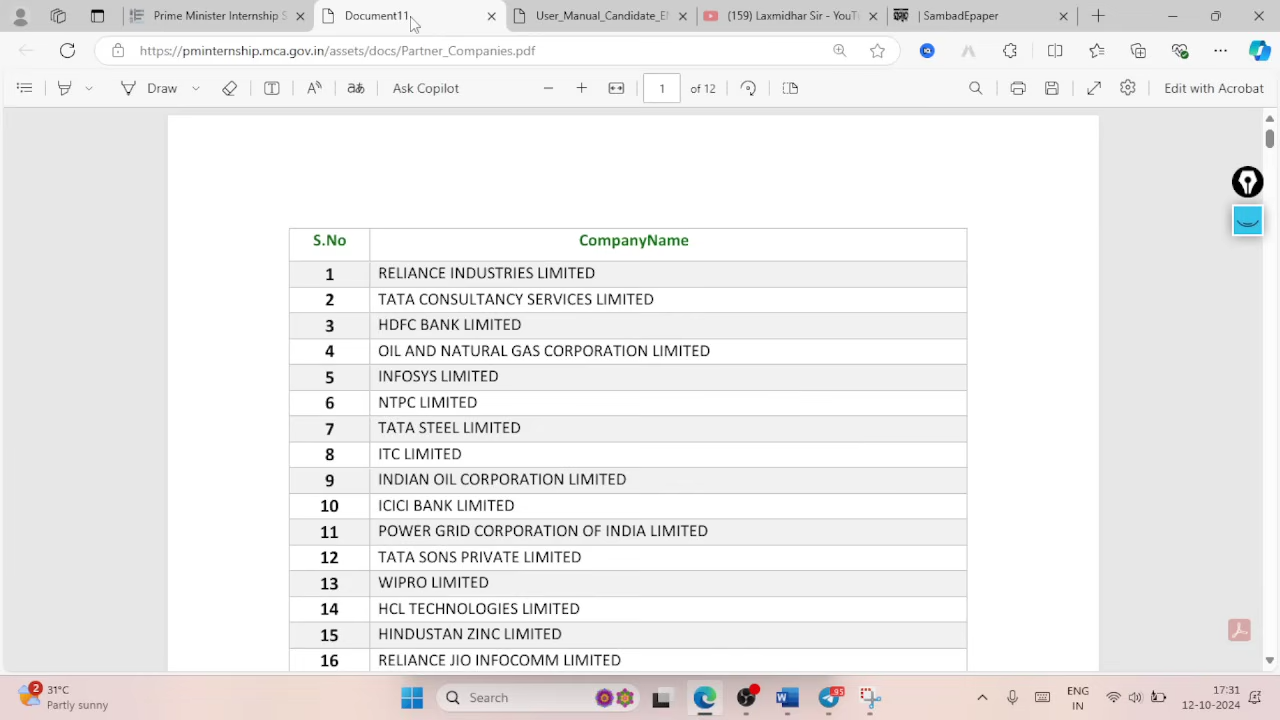 Prime Minister Internship S
Document11
User_Manual_Candidate_E
(159) Laxmidhar Sir - YouT
| SambadEpaper
https://pminternship.mca.gov.in/assets/docs/Partner_Companies.pdf
Draw
Ask Copilot
1 of 12
Edit with Acrobat
S.No CompanyName
1 RELIANCE INDUSTRIES LIMITED
2 TATA CONSULTANCY SERVICES LIMITED
3 HDFC BANK LIMITED
4 OIL AND NATURAL GAS CORPORATION LIMITED
5 INFOSYS LIMITED
6 NTPC LIMITED
7 TATA STEEL LIMITED
8 ITC LIMITED
9 INDIAN OIL CORPORATION LIMITED
10 ICICI BANK LIMITED
11 POWER GRID CORPORATION OF INDIA LIMITED
12 TATA SONS PRIVATE LIMITED
13 WIPRO LIMITED
14 HCL TECHNOLOGIES LIMITED
15 HINDUSTAN ZINC LIMITED
16 RELIANCE JIO INFOCOMM LIMITED
2
31°C
Partly sunny
Search
95
ENG
IN
17:31
12-10-2024